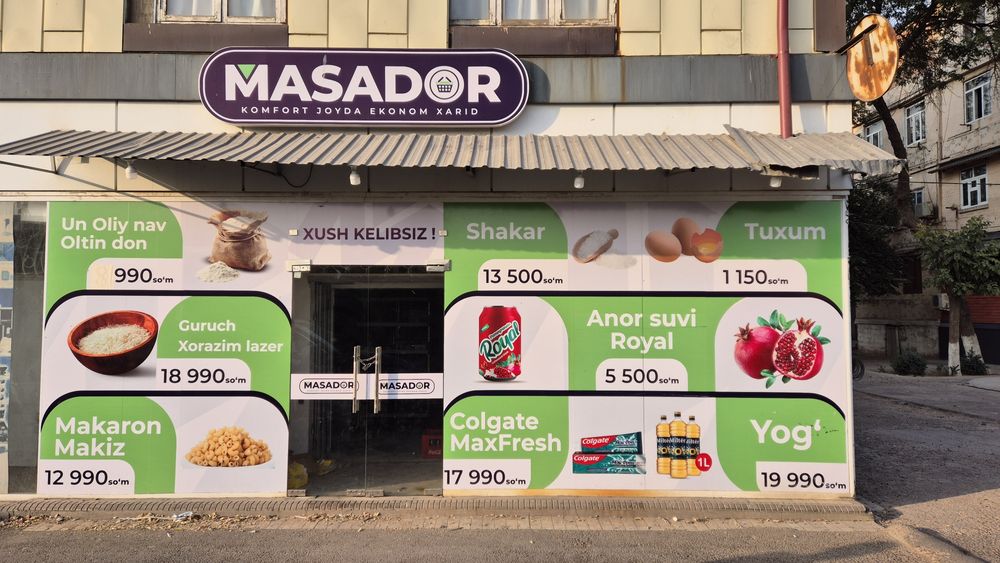 MASADOR
KOMFORT JOYDA EKONOM XARID
Un Oliy nav
Oltin don
990 so'm
XUSH KELIBSIZ !
Shakar
13 500 so'm
Tuxum
1 150 so'm
Guruch
Xorazim lazer
18 990 so'm
Royal
Anor suvi
Royal
5 500 so'm
MASADOR
MASADOR
Makaron
Makiz
12 990 so'm
Colgate
MaxFresh
17 990 so'm
Colgate
Colgate
1L
Yog'
19 990 so'm